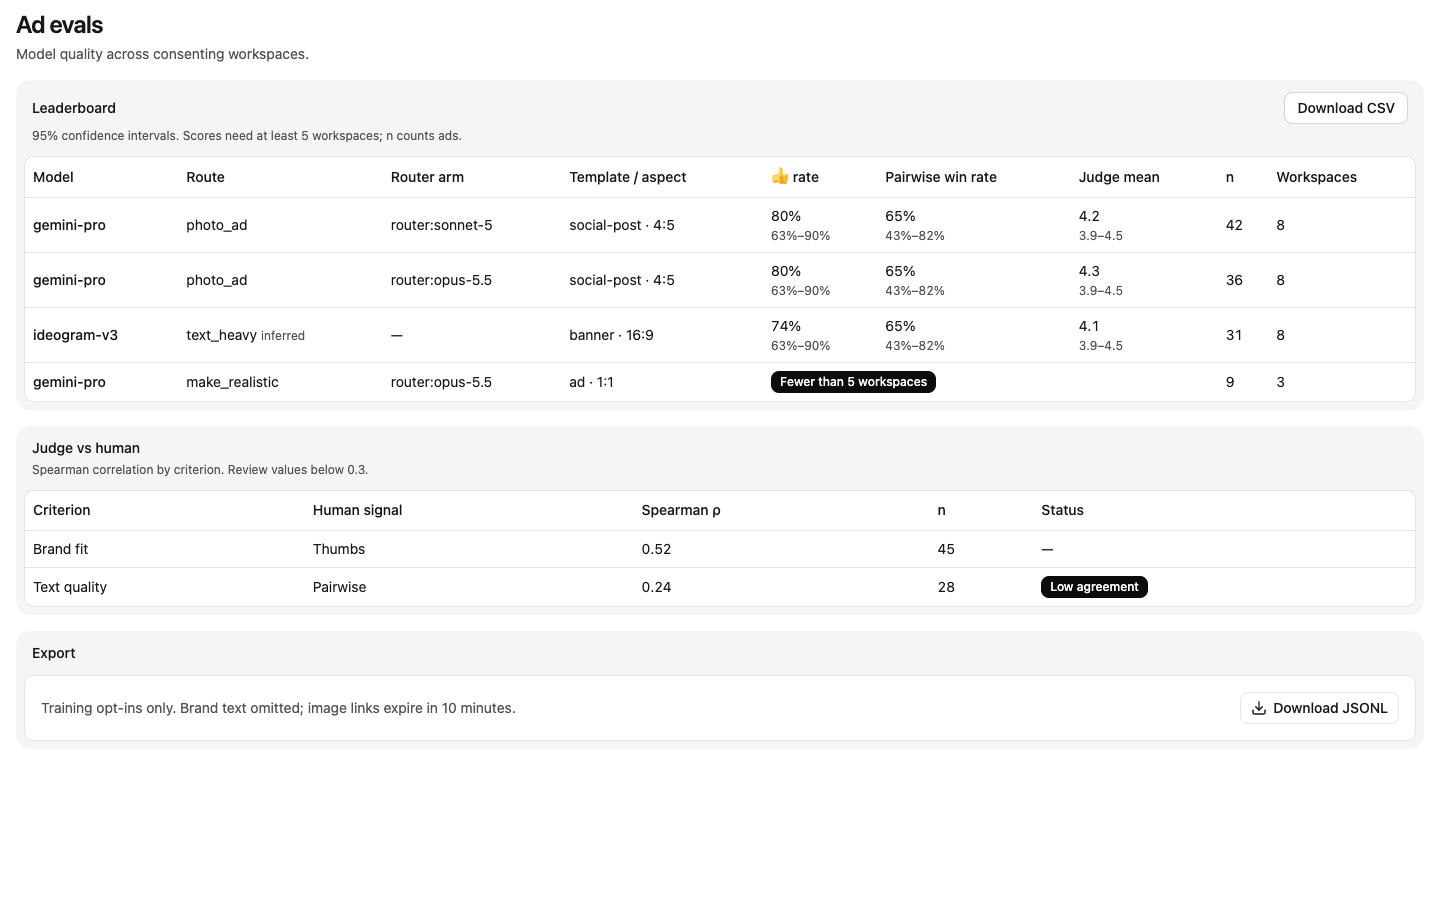 Ad evals
Model quality across consenting workspaces.
Leaderboard
Download CSV
95% confidence intervals. Scores need at least 5 workspaces; n counts ads.
Model Route Router arm Template / aspect 👍 rate Pairwise win rate Judge mean n Workspaces
gemini-pro photo_ad router:sonnet-5 social-post · 4:5 80% 65% 4.2 42 8
63%–90% 43%–82% 3.9–4.5
gemini-pro photo_ad router:opus-5.5 social-post · 4:5 80% 65% 4.3 36 8
63%–90% 43%–82% 3.9–4.5
ideogram-v3 text_heavy inferred — banner · 16:9 74% 65% 4.1 31 8
63%–90% 43%–82% 3.9–4.5
gemini-pro make_realistic router:opus-5.5 ad · 1:1 Fewer than 5 workspaces 9 3
Judge vs human
Spearman correlation by criterion. Review values below 0.3.
Criterion Human signal Spearman ρ n Status
Brand fit Thumbs 0.52 45 —
Text quality Pairwise 0.24 28 Low agreement
Export
Training opt-ins only. Brand text omitted; image links expire in 10 minutes.
Download JSONL